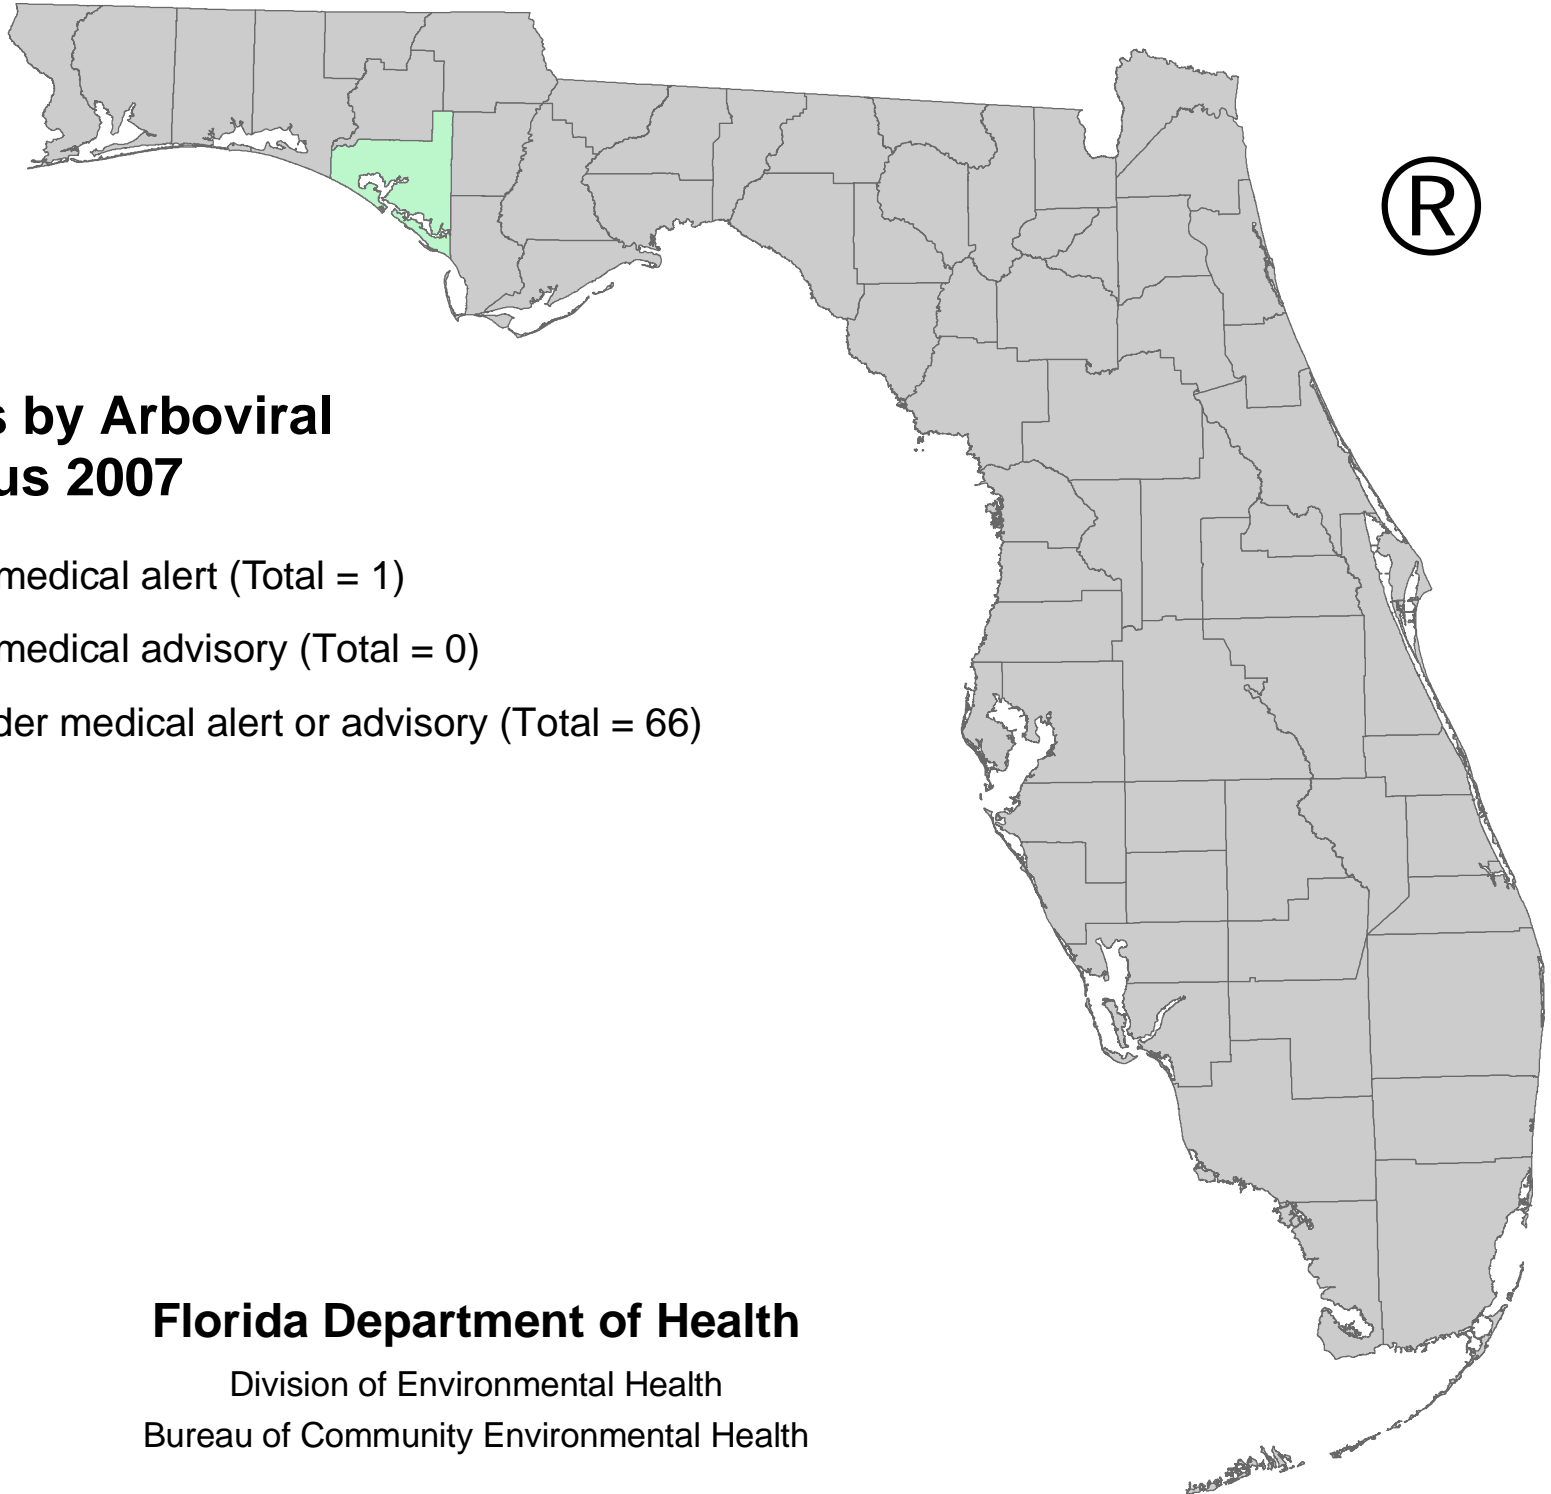 ®
s by Arboviral
us 2007
medical alert (Total = 1)
medical advisory (Total = 0)
der medical alert or advisory (Total = 66)
Florida Department of Health
Division of Environmental Health
Bureau of Community Environmental Health